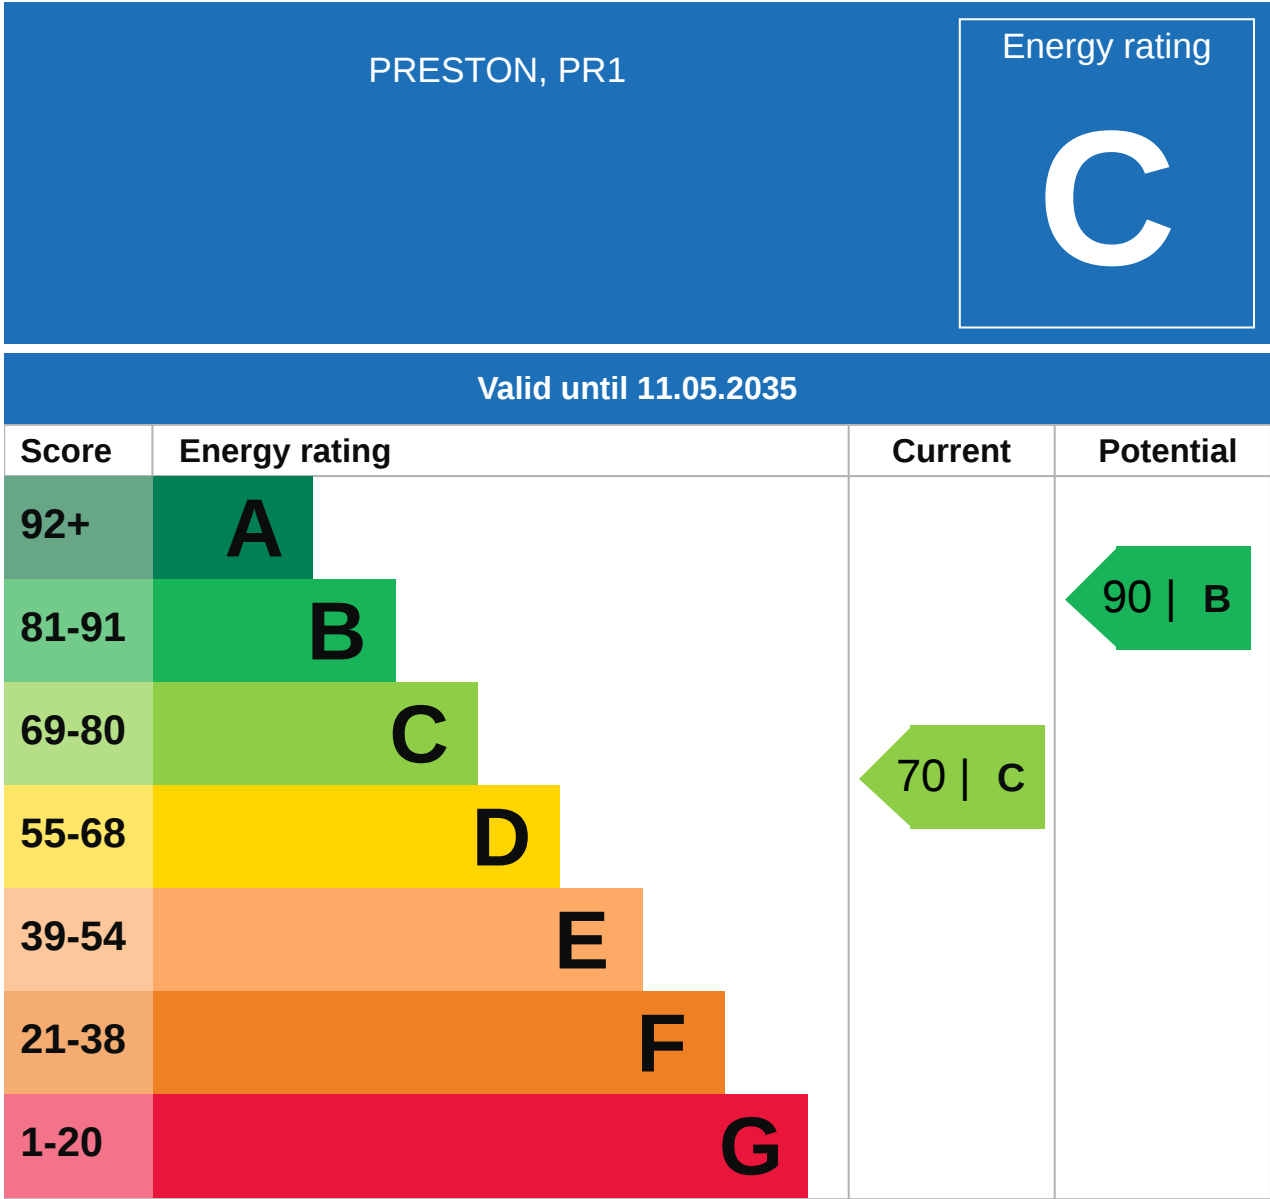 PRESTON, PR1
Energy rating
C
Valid until 11.05.2035
Score Energy rating Current Potential
92+ A
81-91 B
90 | B
69-80 C
70 | C
55-68 D
39-54 E
21-38 F
1-20 G